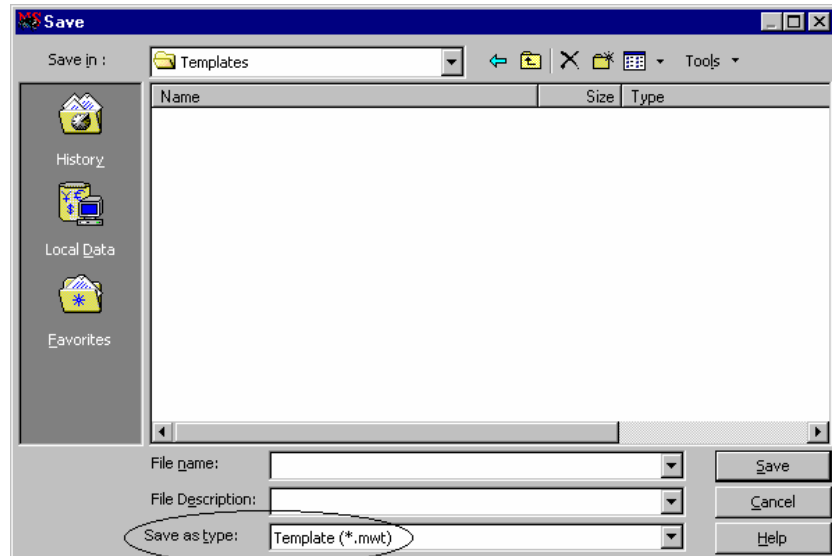 Save
Save in :
Templates
Tools
Name Size Type
History
Local Data
Favorites
File name:
Save
File Description:
Cancel
Save as type:
Template (*.mwt)
Help